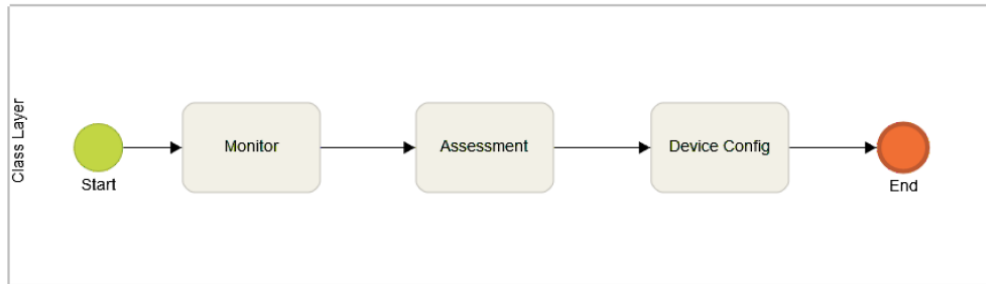 Class Layer
Start
Monitor
Assessment
Device Config
End